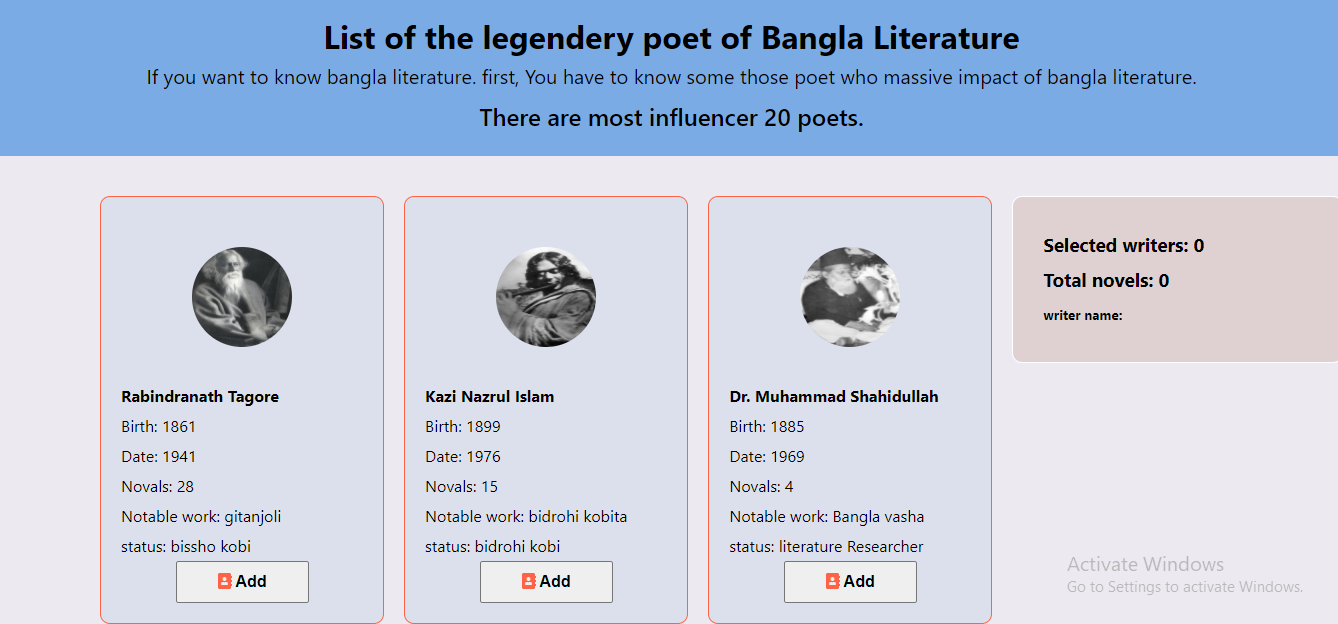 List of the legendery poet of Bangla Literature
If you want to know bangla literature. first, You have to know some those poet who massive impact of bangla literature.
There are most influencer 20 poets.
Rabindranath Tagore
Birth: 1861
Date: 1941
Novals: 28
Notable work: gitanjoli
status: bissho kobi
Add
Kazi Nazrul Islam
Birth: 1899
Date: 1976
Novals: 15
Notable work: bidrohi kobita
status: bidrohi kobi
Add
Dr. Muhammad Shahidullah
Birth: 1885
Date: 1969
Novals: 4
Notable work: Bangla vasha
status: literature Researcher
Add
Selected writers: 0
Total novels: 0
writer name:
Activate Windows
Go to Settings to activate Windows.